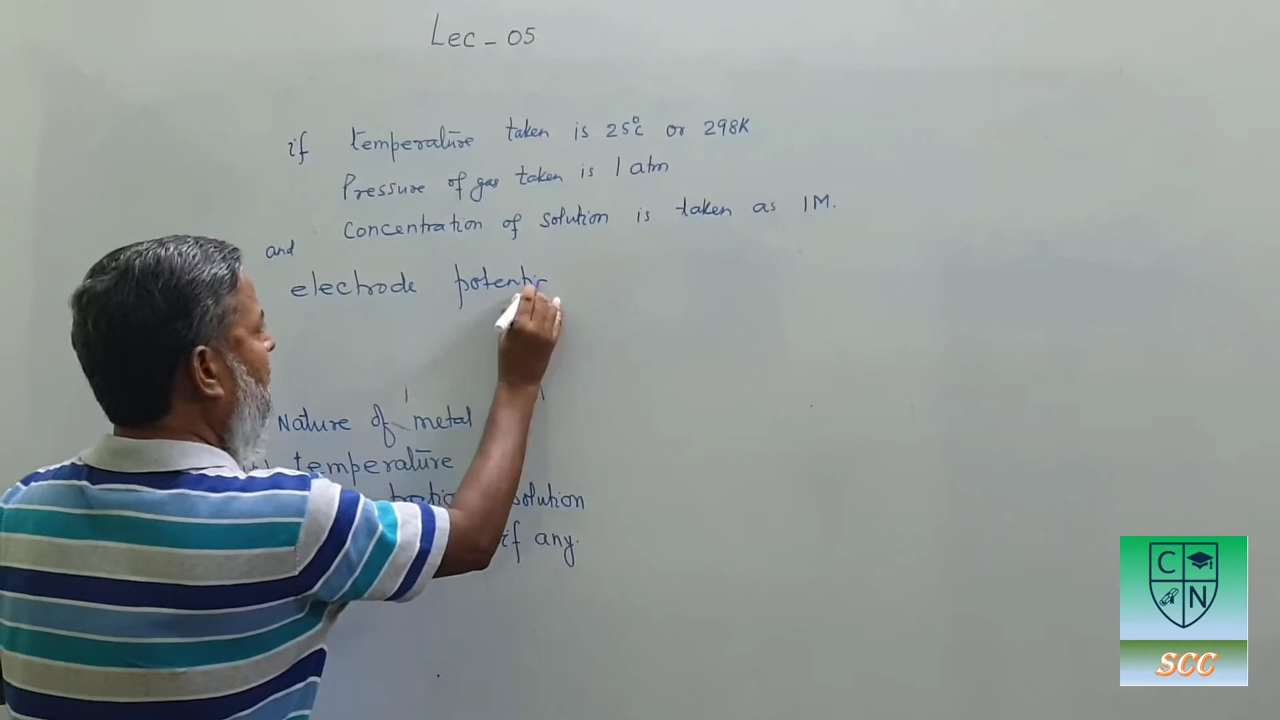 Lec - 05
if temperature taken is 25°C or 298K
Pressure of gas taken is 1 atm
Concentration of solution is taken as 1M.
and
electrode potenti
Nature of metal
temperature
solution
if any.
C
N
SCC